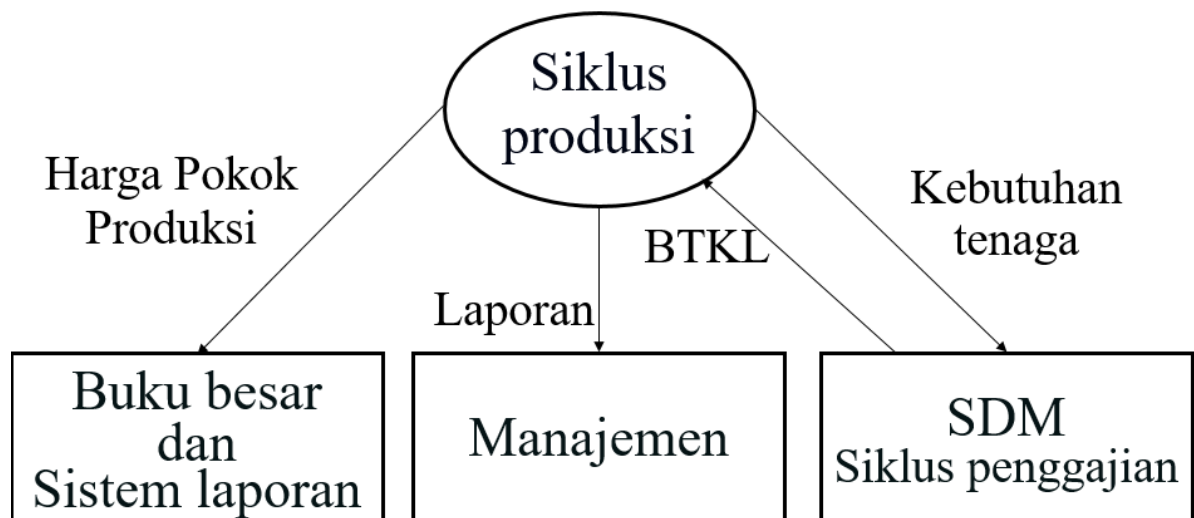 Siklus
produksi
Harga Pokok
Produksi
Kebutuhan
tenaga
BTKL
Laporan
Buku besar
dan
Sistem laporan
Manajemen
SDM
Siklus penggajian